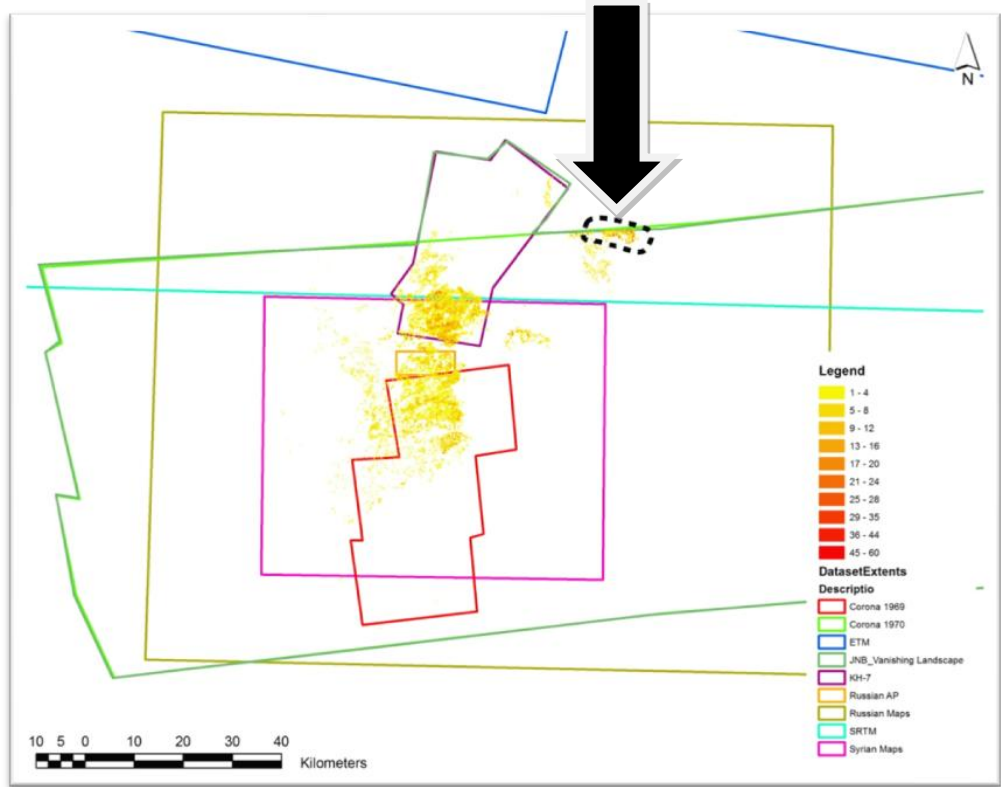 N
Legend
1 - 4
5 - 8
9 - 12
13 - 16
17 - 20
21 - 24
25 - 28
29 - 35
36 - 44
45 - 60
DatasetExtents
Descriptio
Corona 1969
Corona 1970
ETM
JNB_Vanishing Landscape
KH-7
Russian AP
Russian Maps
SRTM
Syrian Maps
10 5 0 10 20 30 40
Kilometers